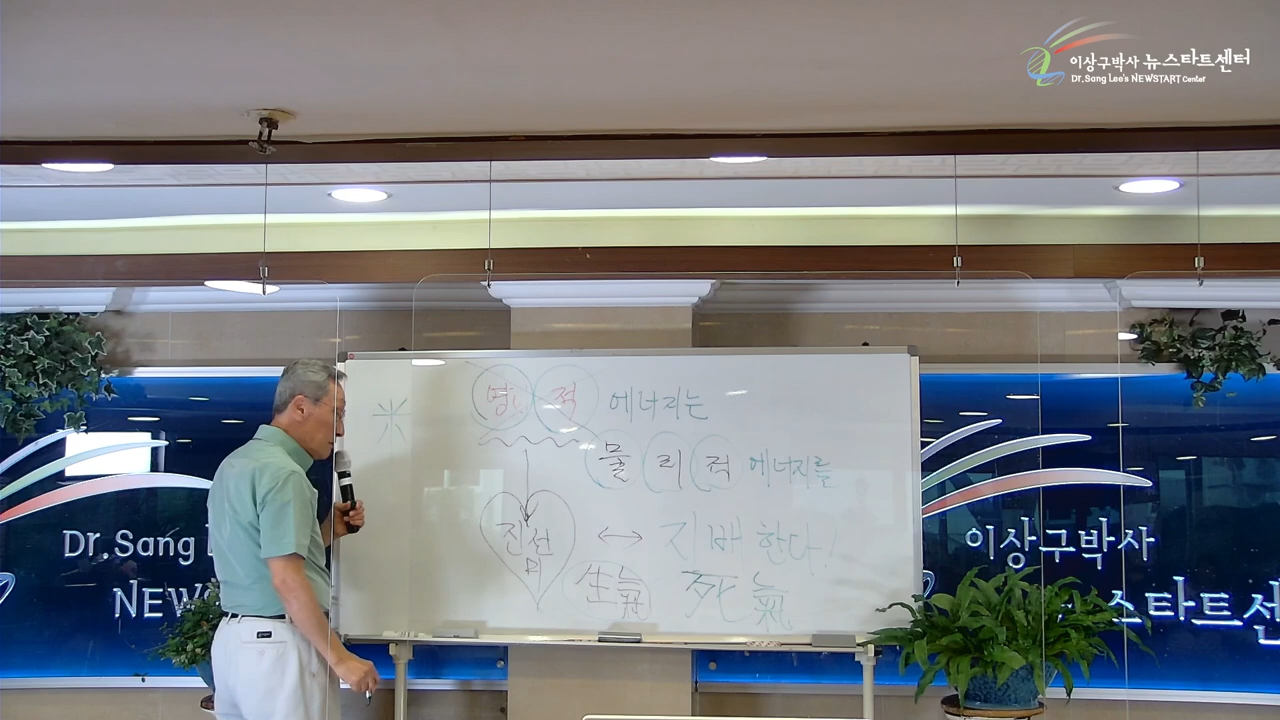 이상구박사 뉴스타트센터
Dr.Sang Lee's NEWSTART Center
영적 에너지는
물리적 에너지를
진선미 ↔ 지배한다!
生氣 死氣
Dr.Sang
NEWS
이상구박사
스타트센